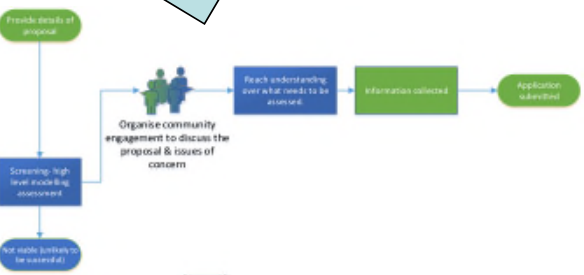 Provide details of
proposal
Screening- high
level modelling
assessment
Not viable (unlikely to
be successful)
Organise community
engagement to discuss the
proposal & issues of
concern
Reach understanding
over what needs to be
assessed
Information collected
Application
submitted